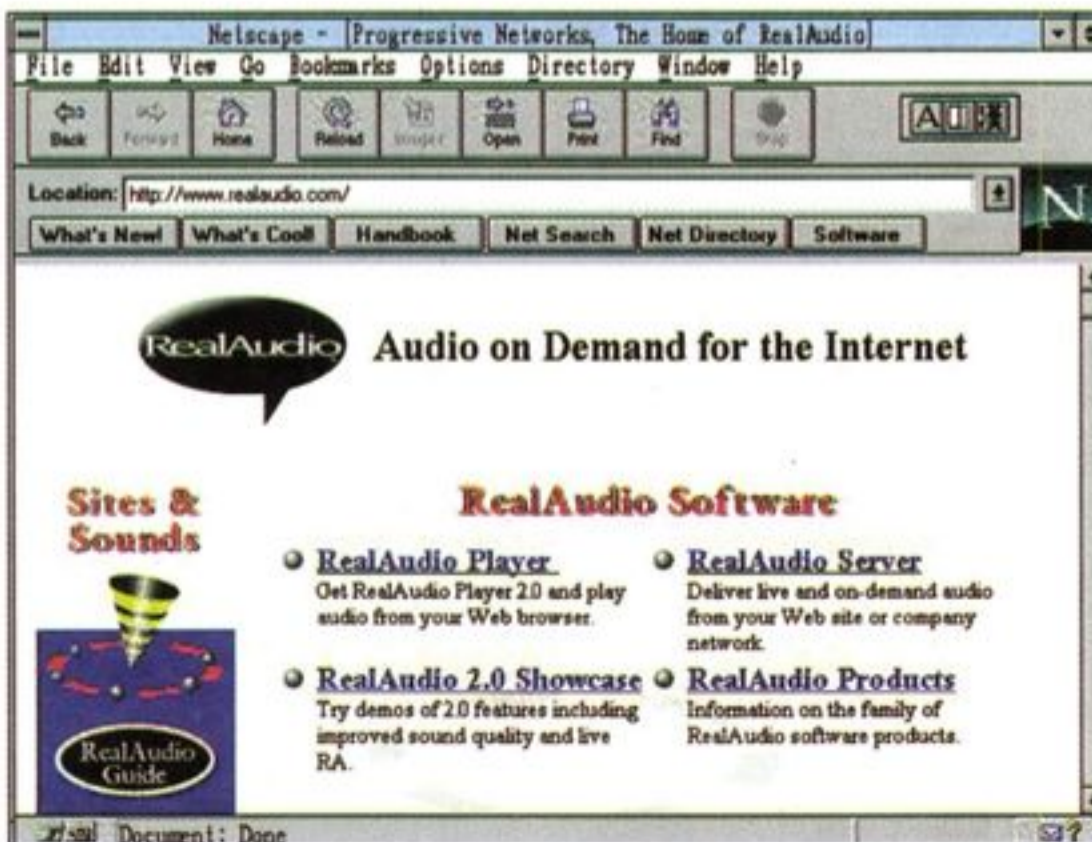 Netscape - [Progressive Networks, The Home of RealAudio]
File Edit View Go Bookmarks Options Directory Window Help
Back Forward Home Reload Images Open Print Find Stop
Location: http://www.realaudio.com/
N
What's New! What's Cool! Handbook Net Search Net Directory Software
RealAudio
Audio on Demand for the Internet
Sites &
Sounds
RealAudio
Guide
RealAudio Software
RealAudio Player
Get RealAudio Player 2.0 and play
audio from your Web browser.
RealAudio Server
Deliver live and on-demand audio
from your Web site or company
network.
RealAudio 2.0 Showcase
Try demos of 2.0 features including
improved sound quality and live
RA.
RealAudio Products
Information on the family of
RealAudio software products.
Document: Done